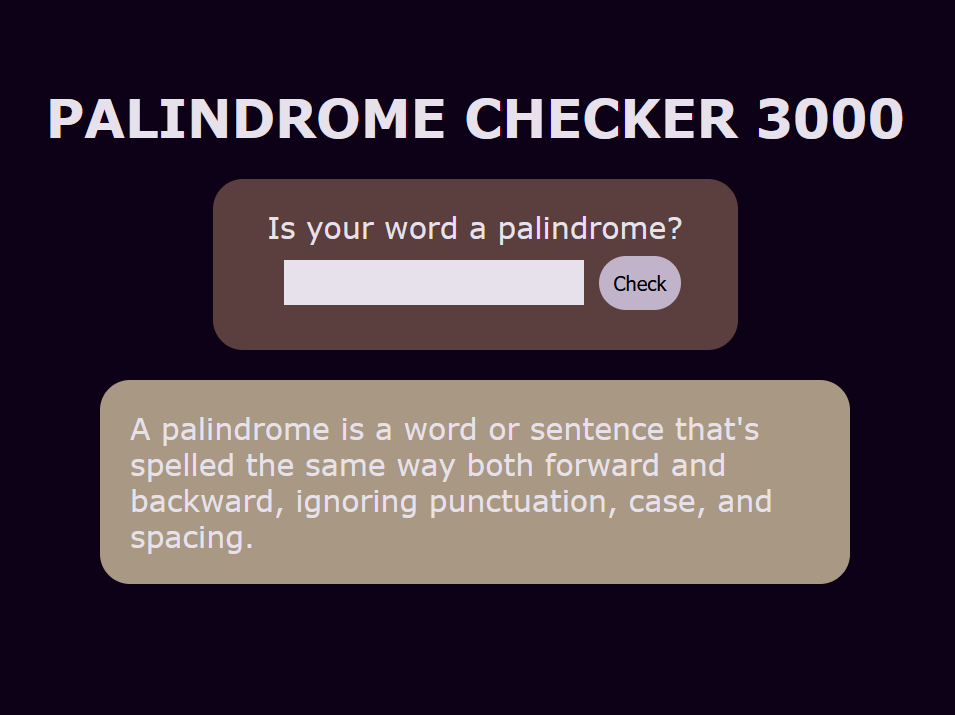 PALINDROME CHECKER 3000
Is your word a palindrome?
Check
A palindrome is a word or sentence that's
spelled the same way both forward and
backward, ignoring punctuation, case, and
spacing.